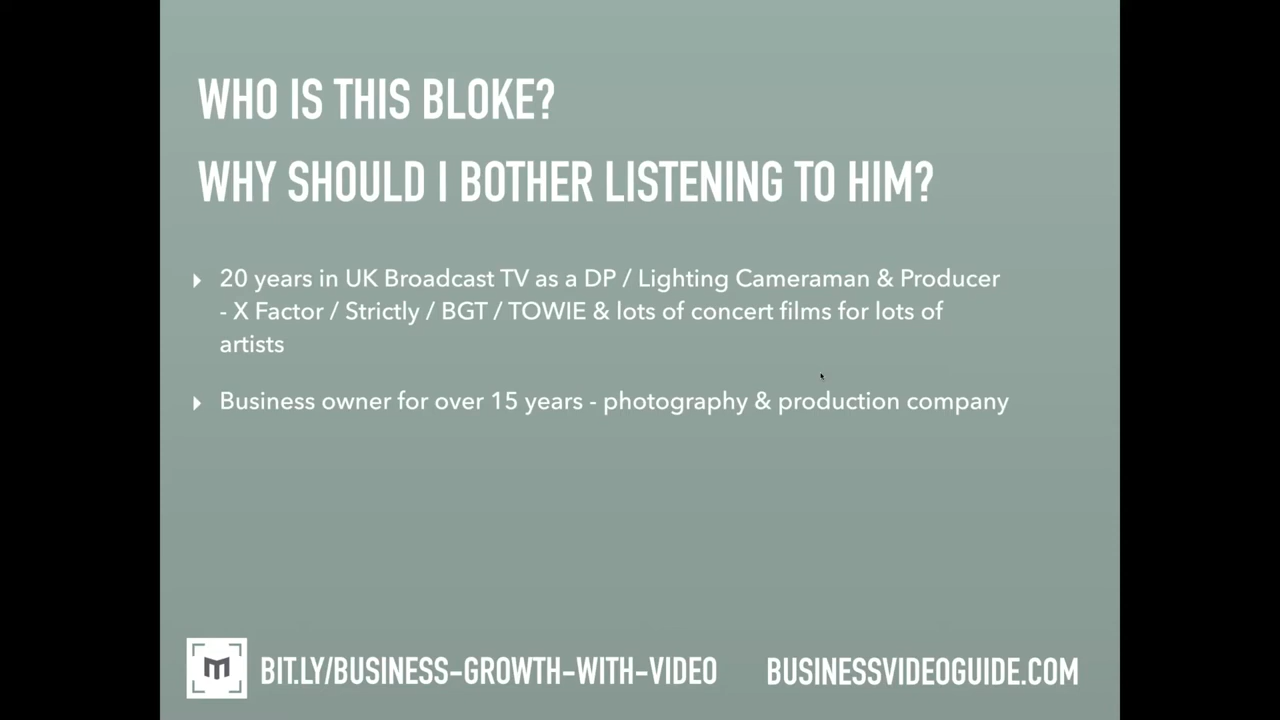 WHO IS THIS BLOKE?
WHY SHOULD I BOTHER LISTENING TO HIM?
20 years in UK Broadcast TV as a DP / Lighting Cameraman & Producer
- X Factor / Strictly / BGT / TOWIE & lots of concert films for lots of
artists
Business owner for over 15 years - photography & production company
m BIT.LY/BUSINESS-GROWTH-WITH-VIDEO BUSINESSVIDEOGUIDE.COM